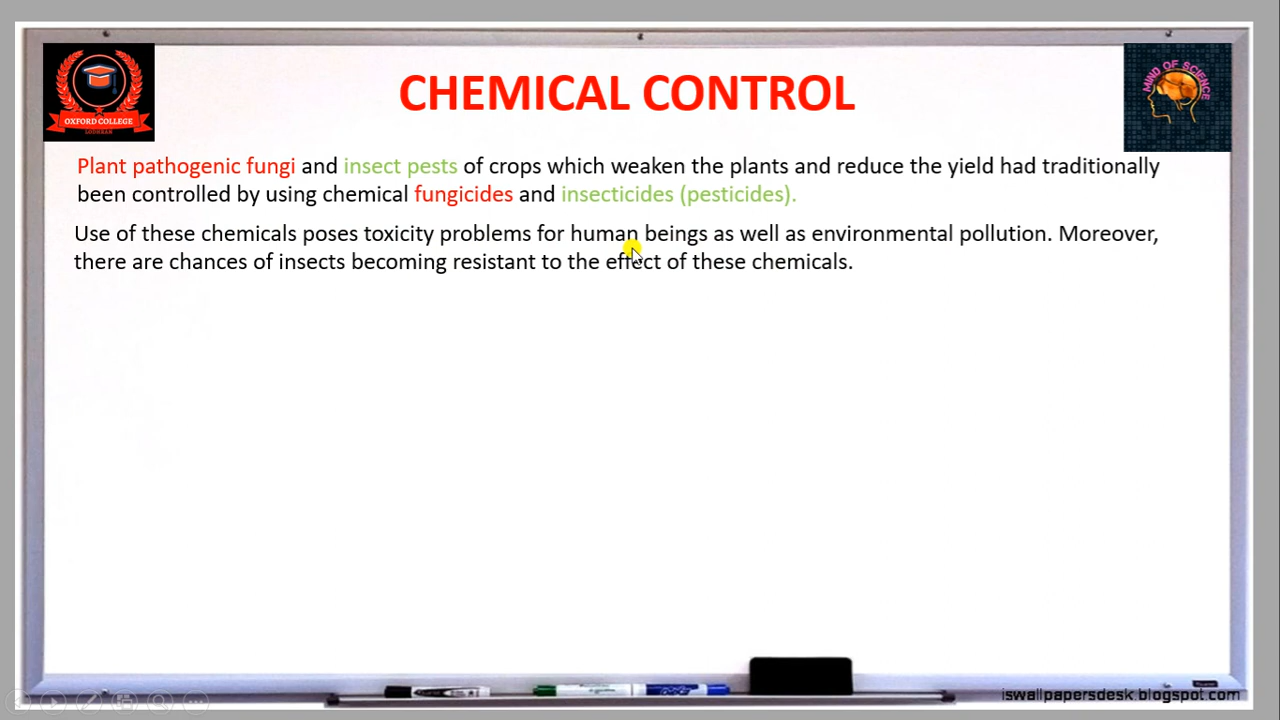 OXFORD COLLEGE
LODHRAN
CHEMICAL CONTROL
MIND OF SCIENCE
Plant pathogenic fungi and insect pests of crops which weaken the plants and reduce the yield had traditionally
been controlled by using chemical fungicides and insecticides (pesticides).
Use of these chemicals poses toxicity problems for human beings as well as environmental pollution. Moreover,
there are chances of insects becoming resistant to the effect of these chemicals.
iswallpapersdesk.blogspot.com